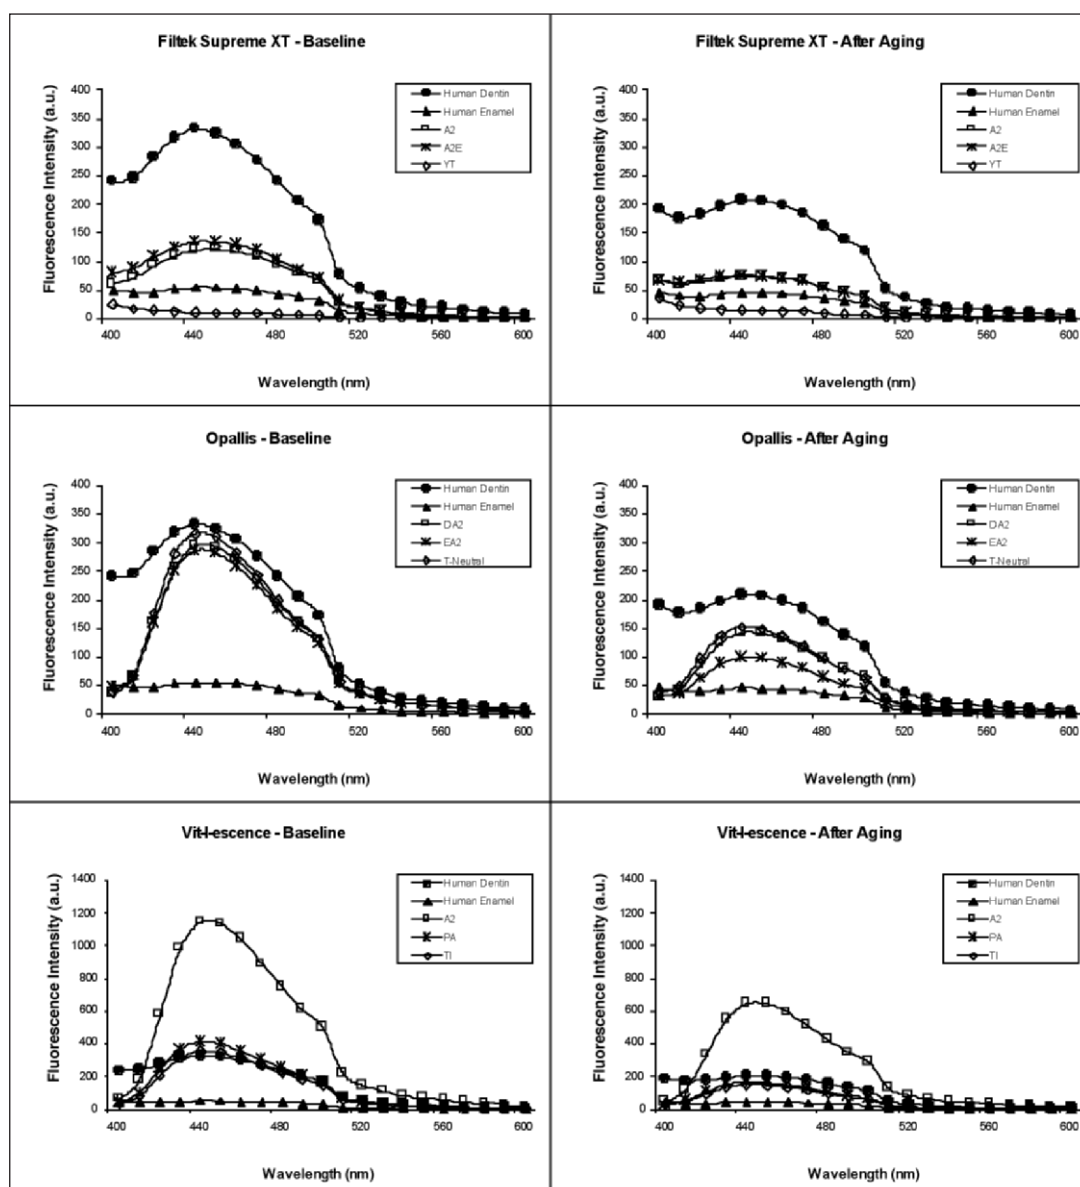 Filtek Supreme XT - Baseline
Fluorescence Intensity (a.u.)
400
350
300
250
200
150
100
50
0
400 440 480 520 560 600
Wavelength (nm)
Human Dentin
Human Enamel
A2
A2E
YT
Filtek Supreme XT - After Aging
Fluorescence Intensity (a.u.)
400
350
300
250
200
150
100
50
0
400 440 480 520 560 600
Wavelength (nm)
Human Dentin
Human Enamel
A2
A2E
YT
Opallis - Baseline
Fluorescence Intensity (a.u.)
400
350
300
250
200
150
100
50
0
400 440 480 520 560 600
Wavelength (nm)
Human Dentin
Human Enamel
DA2
EA2
T-Neutral
Opallis - After Aging
Fluorescence Intensity (a.u.)
400
350
300
250
200
150
100
50
0
400 440 480 520 560 600
Wavelength (nm)
Human Dentin
Human Enamel
DA2
EA2
T-Neutral
Vit-l-escence - Baseline
Fluorescence Intensity (a.u.)
1400
1200
1000
800
600
400
200
0
400 440 480 520 560 600
Wavelength (nm)
Human Dentin
Human Enamel
A2
PA
TI
Vit-l-escence - After Aging
Fluorescence Intensity (a.u.)
1400
1200
1000
800
600
400
200
0
400 440 480 520 560 600
Wavelength (nm)
Human Dentin
Human Enamel
A2
PA
TI